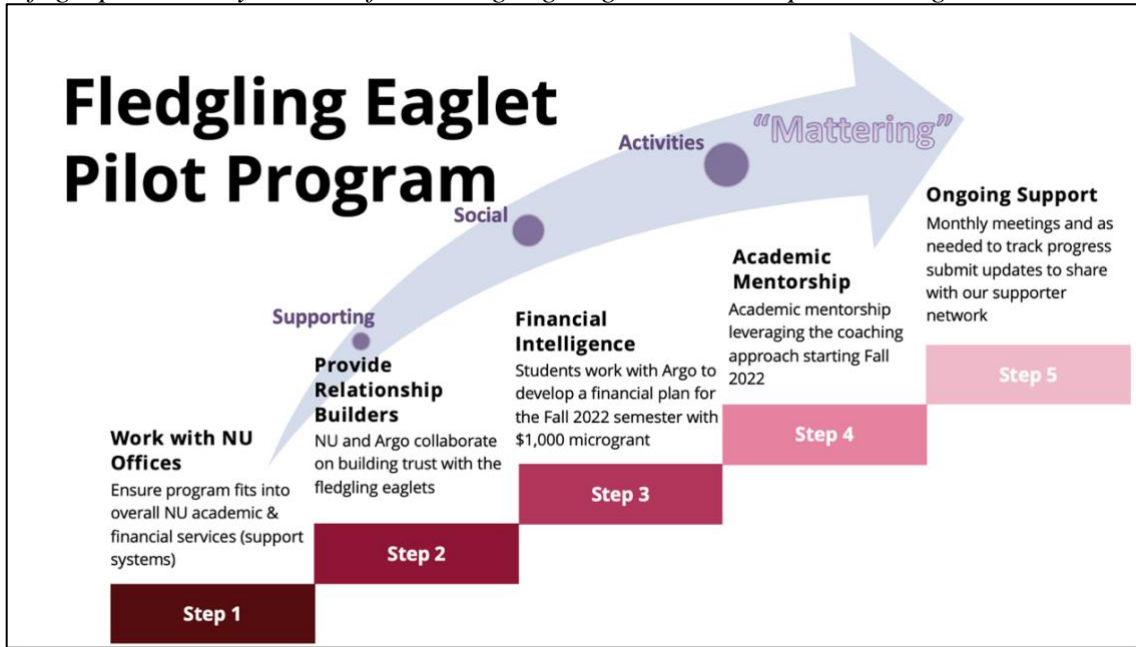 Fledgling Eaglet
Pilot Program
Supporting
Social
Activities
“Mattering”
Work with NU
Offices
Ensure program fits into
overall NU academic &
financial services (support
systems)
Step 1
Provide
Relationship
Builders
NU and Argo collaborate
on building trust with the
fledgling eaglets
Step 2
Financial
Intelligence
Students work with Argo to
develop a financial plan for
the Fall 2022 semester with
$1,000 microgrant
Step 3
Academic
Mentorship
Academic mentorship
leveraging the coaching
approach starting Fall
2022
Step 4
Ongoing Support
Monthly meetings and as
needed to track progress
submit updates to share
with our supporter
network
Step 5